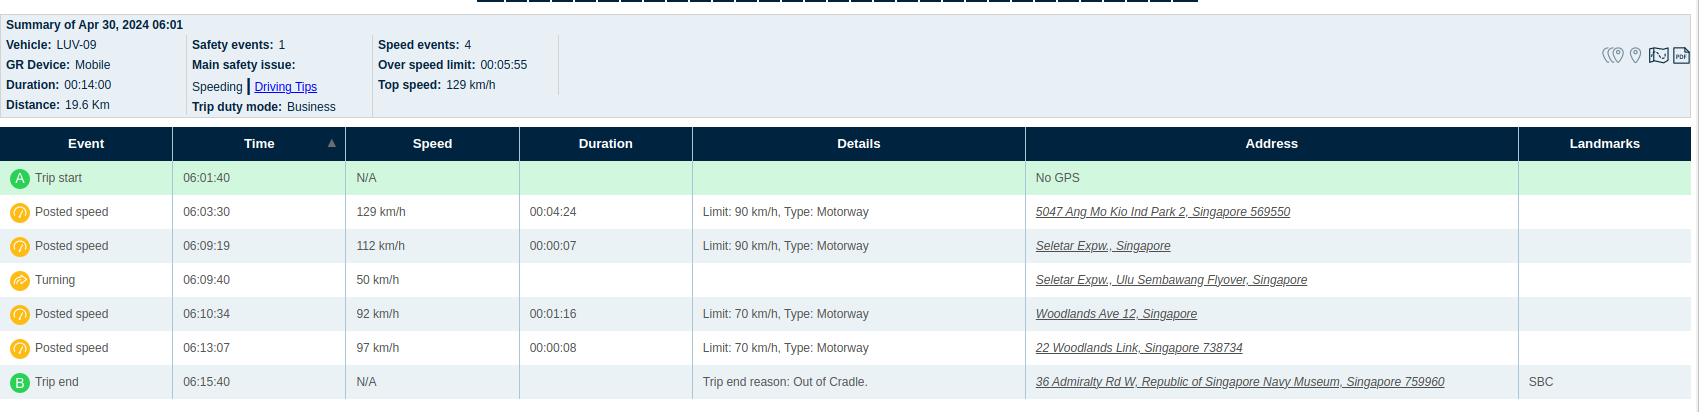 Summary of Apr 30, 2024 06:01
Vehicle: LUV-09 Safety events: 1 Speed events: 4
GR Device: Mobile Main safety issue: Over speed limit: 00:05:55
Duration: 00:14:00 Speeding | Driving Tips Top speed: 129 km/h
Distance: 19.6 Km Trip duty mode: Business
PDF
Event Time Speed Duration Details Address Landmarks
A Trip start 06:01:40 N/A No GPS
Posted speed 06:03:30 129 km/h 00:04:24 Limit: 90 km/h, Type: Motorway 5047 Ang Mo Kio Ind Park 2, Singapore 569550
Posted speed 06:09:19 112 km/h 00:00:07 Limit: 90 km/h, Type: Motorway Seletar Expw., Singapore
Turning 06:09:40 50 km/h Seletar Expw., Ulu Sembawang Flyover, Singapore
Posted speed 06:10:34 92 km/h 00:01:16 Limit: 70 km/h, Type: Motorway Woodlands Ave 12, Singapore
Posted speed 06:13:07 97 km/h 00:00:08 Limit: 70 km/h, Type: Motorway 22 Woodlands Link, Singapore 738734
B Trip end 06:15:40 N/A Trip end reason: Out of Cradle. 36 Admiralty Rd W, Republic of Singapore Navy Museum, Singapore 759960 SBC